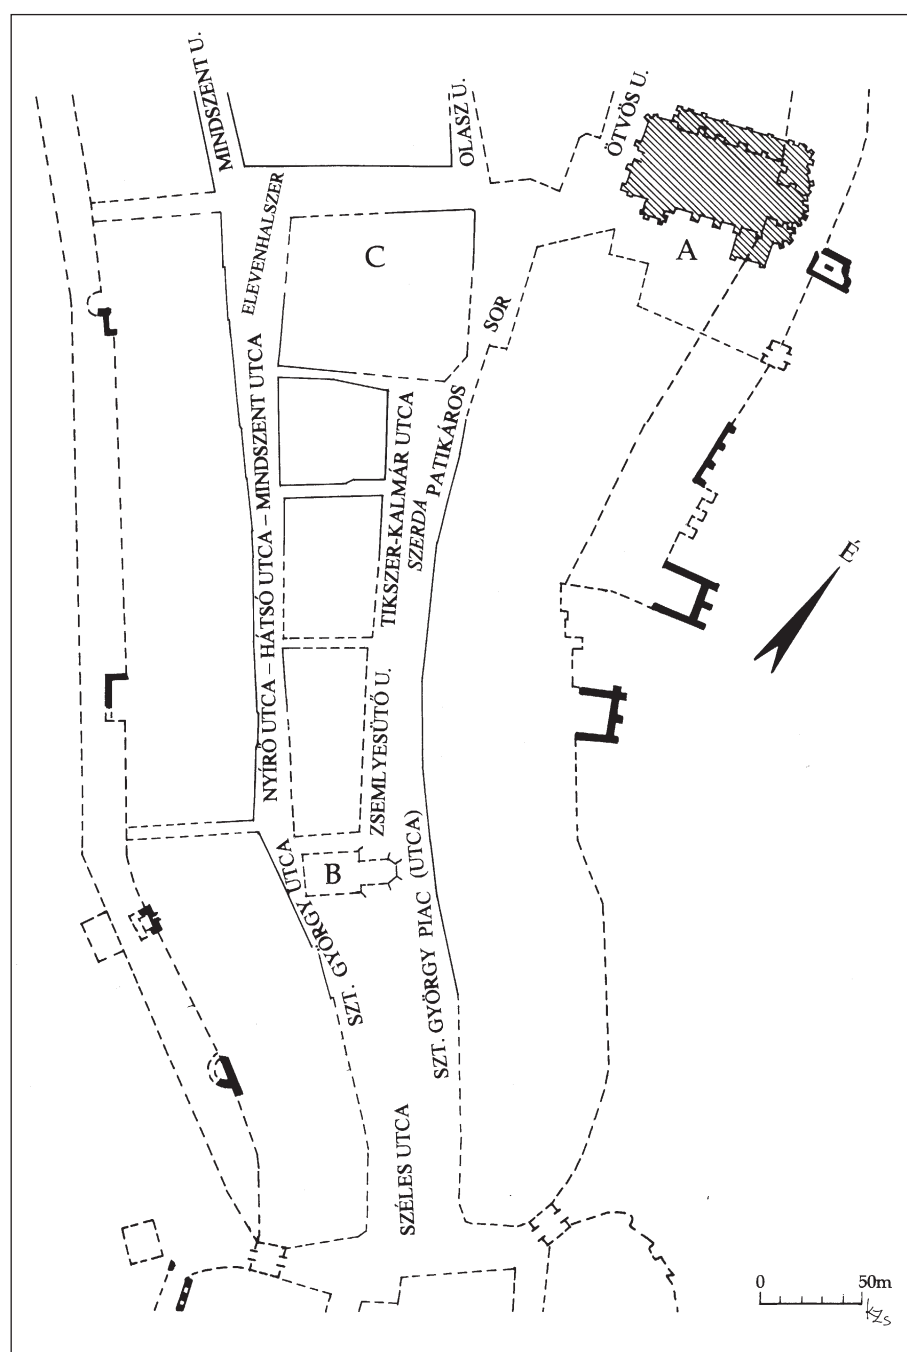 MINDSZENT U.
OLASZ U.
ÖTVÖS U.
ELEVENHALSZER
C
A
SOR
NYÍRŐ UTCA – HÁTSÓ UTCA – MINDSZENT UTCA
TIKSZER-KALMÁR UTCA
SZERDA
PATIKÁROS
É
ZSEMLYESÜTŐ U.
B
SZT. GYÖRGY UTCA
SZT. GYÖRGY PIAC (UTCA)
SZÉLES UTCA
0 50m
KZS